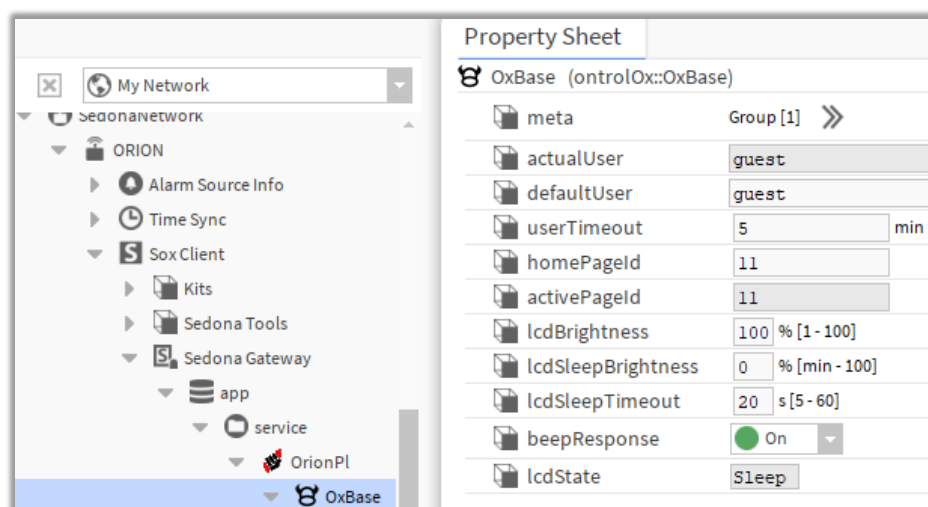 My Network
SedonaNetwork
ORION
Alarm Source Info
Time Sync
Sox Client
Kits
Sedona Tools
Sedona Gateway
app
service
OrionPl
OxBase
Property Sheet
OxBase (ontrolOx::OxBase)
meta Group [1]
actualUser guest
defaultUser guest
userTimeout 5 min
homePageId 11
activePageId 11
lcdBrightness 100 % [1 - 100]
lcdSleepBrightness 0 % [min - 100]
lcdSleepTimeout 20 s [5 - 60]
beepResponse On
lcdState Sleep